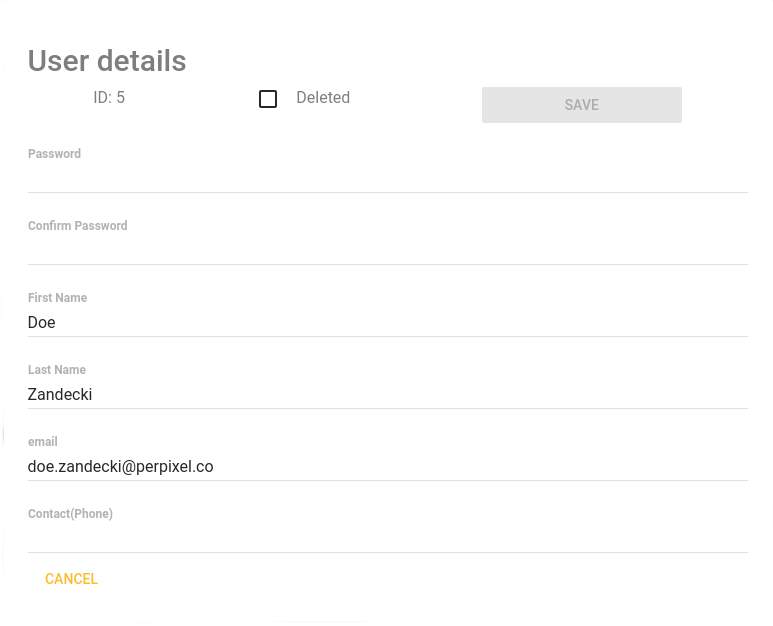 User details
ID: 5 Deleted SAVE
Password
Confirm Password
First Name
Doe
Last Name
Zandecki
email
doe.zandecki@perpixel.co
Contact(Phone)
CANCEL